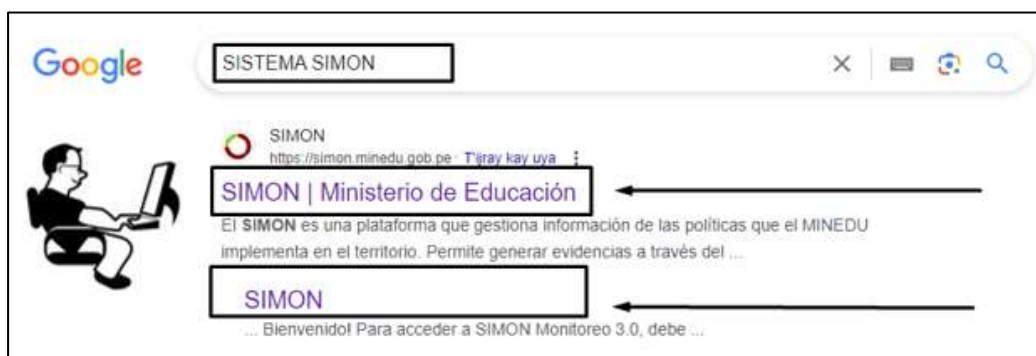 Google
SISTEMA SIMON
SIMON
https://simon.minedu.gob.pe · T'ijray kay uya
SIMON | Ministerio de Educación
El SIMON es una plataforma que gestiona información de las políticas que el MINEDU
implementa en el territorio. Permite generar evidencias a través del ...
SIMON
... Bienvenido! Para acceder a SIMON Monitoreo 3.0, debe ...